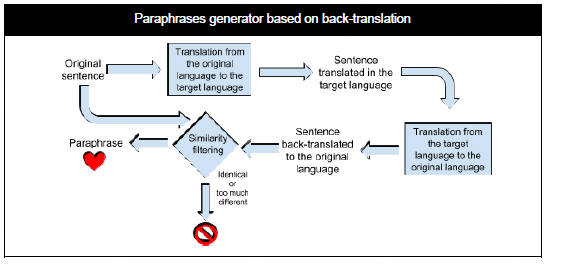 Paraphrases generator based on back-translation
Original
sentence
Translation from
the original
language to the
target language
Sentence
translated in the
target language
Translation from
the target
language to the
original language
Sentence
back-translated
to the original
language
Similarity
filtering
Paraphrase
Identical
or
too much
different